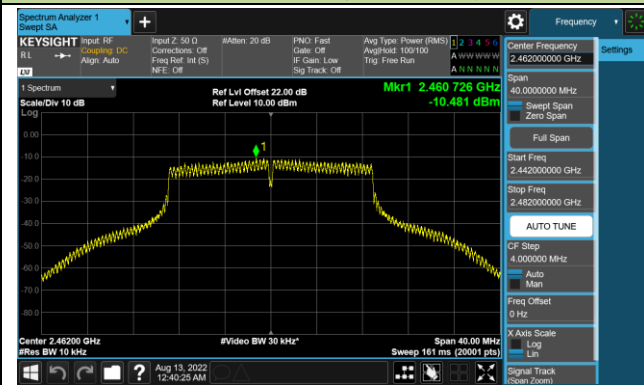 Spectrum Analyzer 1
Swept SA
+
Frequency
KEYSIGHT
RL
LXI
Input: RF
Coupling: DC
Align: Auto
Input Z: 50 Ω
Corrections: Off
Freq Ref: Int (S)
NFE: Off
#Atten: 20 dB
PNO: Fast
Gate: Off
IF Gain: Low
Sig Track: Off
Avg Type: Power (RMS)
Avg|Hold: 100/100
Trig: Free Run
1 2 3 4 5 6
A W W W W W
A N N N N N
Center Frequency
2.462000000 GHz
Settings
Span
40.0000000 MHz
Swept Span
Zero Span
Full Span
Start Freq
2.442000000 GHz
Stop Freq
2.482000000 GHz
AUTO TUNE
CF Step
4.000000 MHz
Auto
Man
Freq Offset
0 Hz
X Axis Scale
Log
Lin
Signal Track
(Span Zoom)
1 Spectrum
Scale/Div 10 dB
Log
Ref Lvl Offset 22.00 dB
Ref Level 10.00 dBm
Mkr1 2.460 726 GHz
-10.481 dBm
1
0.00
-10.0
-20.0
-30.0
-40.0
-50.0
-60.0
-70.0
-80.0
Center 2.46200 GHz
#Res BW 10 kHz
#Video BW 30 kHz*
Span 40.00 MHz
Sweep 161 ms (20001 pts)
?
Aug 13, 2022
12:40:25 AM